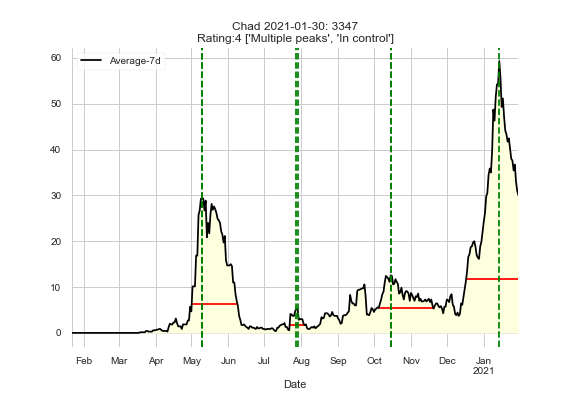 Chad 2021-01-30: 3347
Rating:4 ['Multiple peaks', 'In control']
Average-7d
60
50
40
30
20
10
0
Feb Mar Apr May Jun Jul Aug Sep Oct Nov Dec Jan
2021
Date